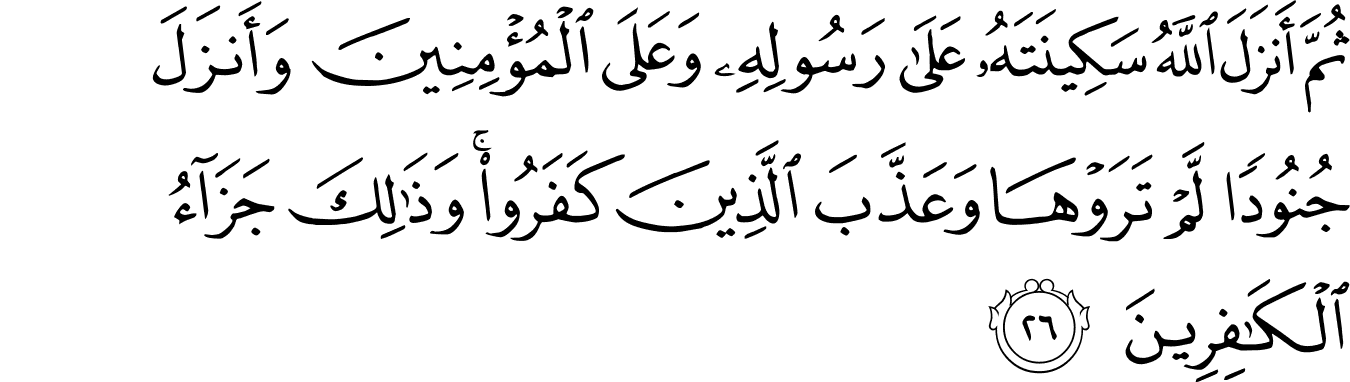 ثُمَّ أَنزَلَ ٱللَّهُ سَكِينَتَهُۥ عَلَىٰ رَسُولِهِۦ وَعَلَى ٱلْمُؤْمِنِينَ وَأَنزَلَ
جُنُودًا لَّمْ تَرَوْهَا وَعَذَّبَ ٱلَّذِينَ كَفَرُوا۟ ۚ وَذَٰلِكَ جَزَآءُ
ٱلْكَـٰفِرِينَ ٢٦